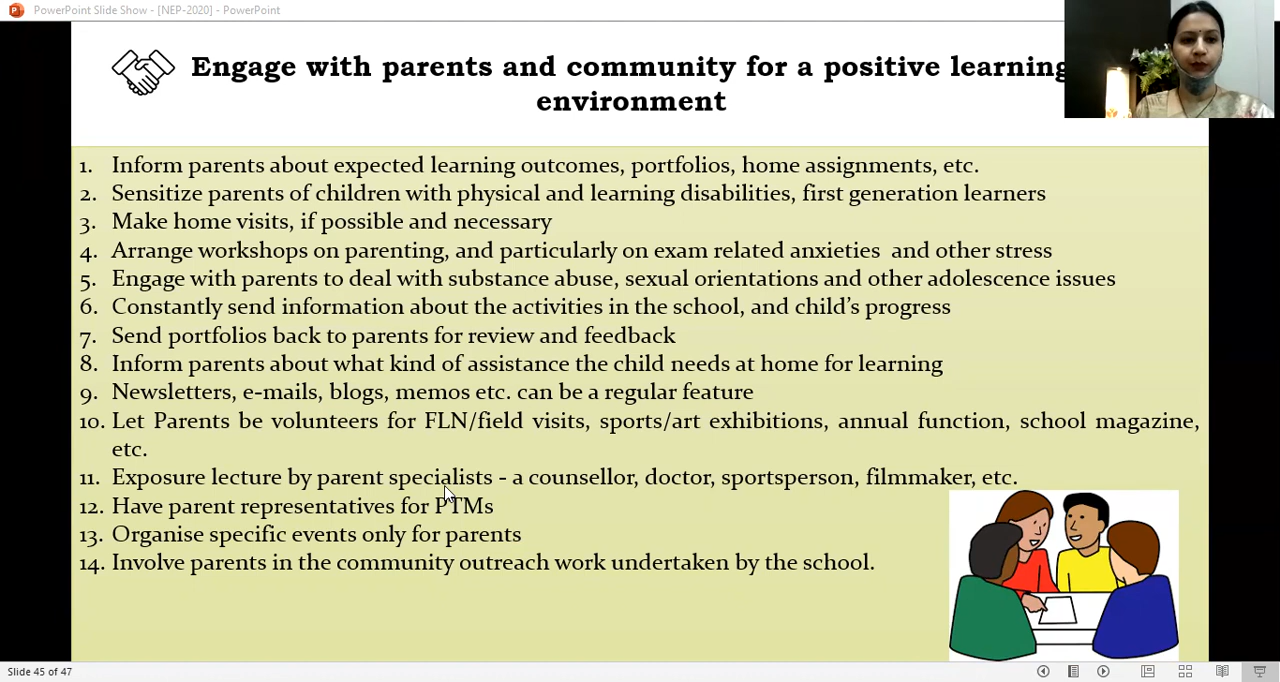 PowerPoint Slide Show - [NEP-2020] - PowerPoint
Engage with parents and community for a positive learning
environment
1. Inform parents about expected learning outcomes, portfolios, home assignments, etc.
2. Sensitize parents of children with physical and learning disabilities, first generation learners
3. Make home visits, if possible and necessary
4. Arrange workshops on parenting, and particularly on exam related anxieties and other stress
5. Engage with parents to deal with substance abuse, sexual orientations and other adolescence issues
6. Constantly send information about the activities in the school, and child's progress
7. Send portfolios back to parents for review and feedback
8. Inform parents about what kind of assistance the child needs at home for learning
9. Newsletters, e-mails, blogs, memos etc. can be a regular feature
10. Let Parents be volunteers for FLN/field visits, sports/art exhibitions, annual function, school magazine,
etc.
11. Exposure lecture by parent specialists - a counsellor, doctor, sportsperson, filmmaker, etc.
12. Have parent representatives for PTMs
13. Organise specific events only for parents
14. Involve parents in the community outreach work undertaken by the school.
Slide 45 of 47